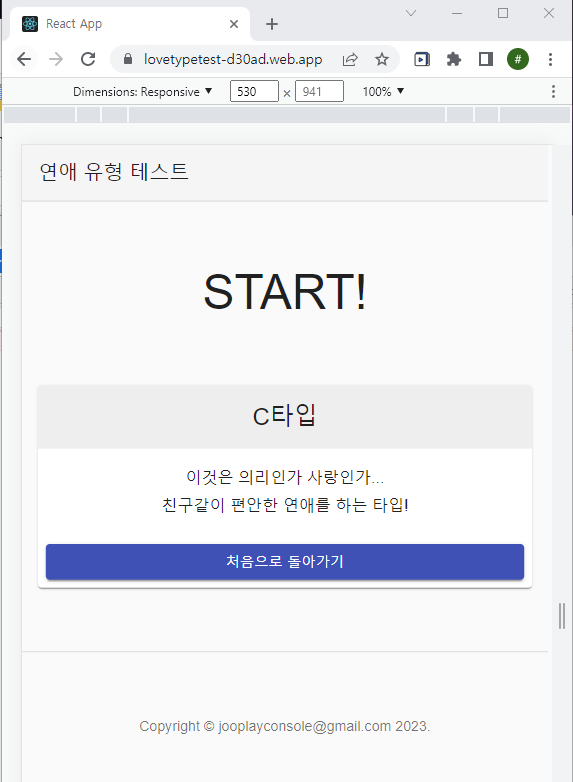 React App
lovetypetest-d30ad.web.app
#
Dimensions: Responsive ▼ 530 × 941 100% ▼
연애 유형 테스트
START!
C타입
이것은 의리인가 사랑인가...
친구같이 편안한 연애를 하는 타입!
처음으로 돌아가기
Copyright © jooplayconsole@gmail.com 2023.